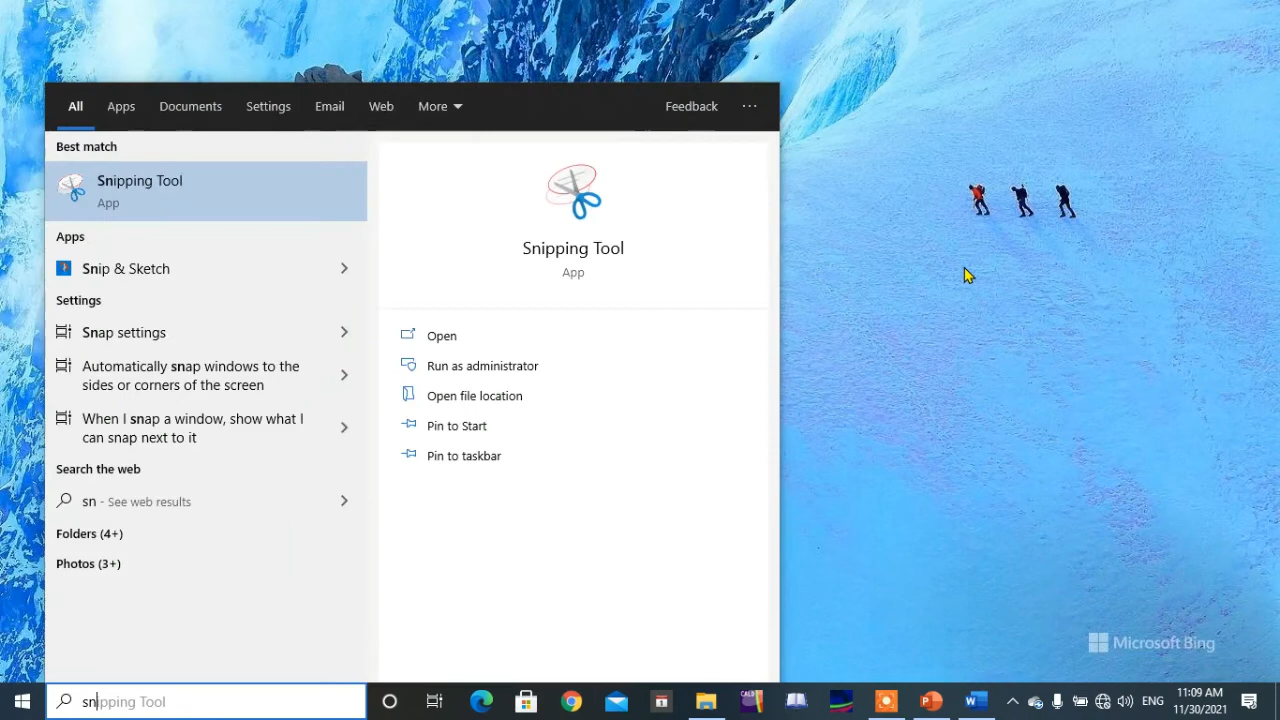 All Apps Documents Settings Email Web More Feedback ...
Best match
Snipping Tool
App
Apps
Snip & Sketch
Settings
Snap settings
Automatically snap windows to the
sides or corners of the screen
When I snap a window, show what I
can snap next to it
Search the web
sn - See web results
Folders (4+)
Photos (3+)
Snipping Tool
App
Open
Run as administrator
Open file location
Pin to Start
Pin to taskbar
Microsoft Bing
snipping Tool
CALD
1
P
W
ENG
11:09 AM
11/30/2021